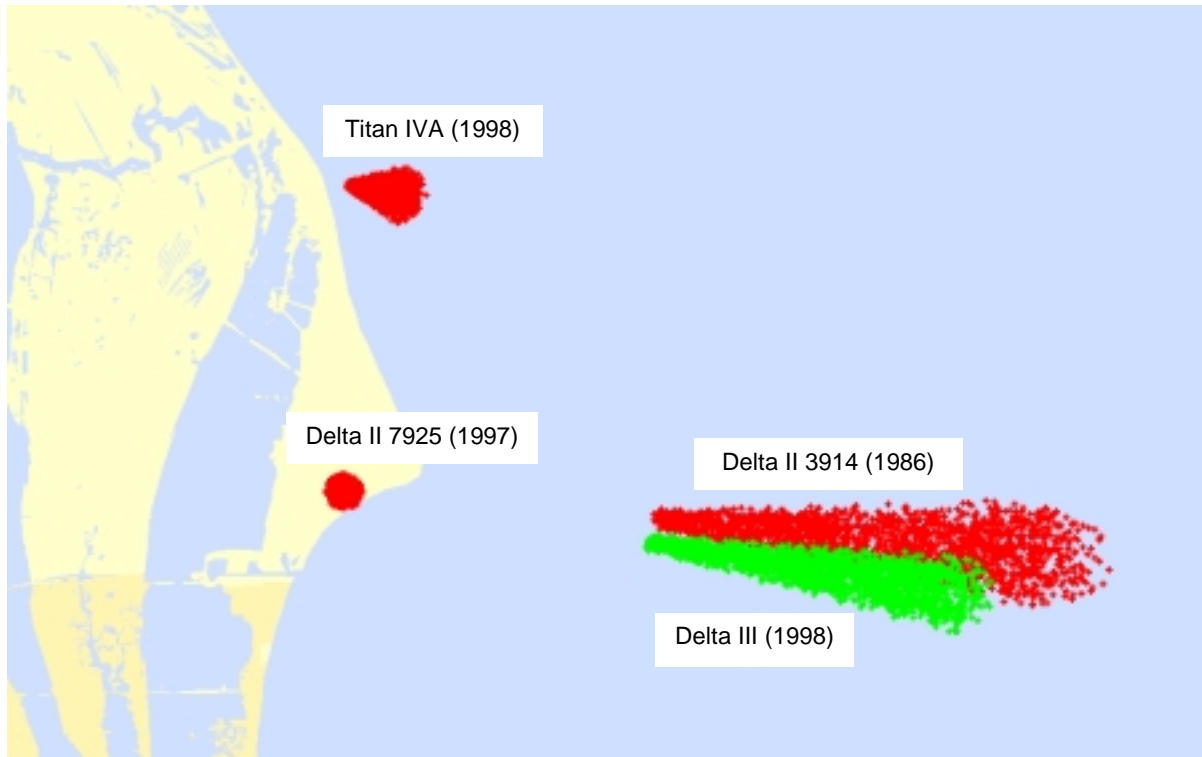 Titan IVA (1998)
Delta II 7925 (1997)
Delta II 3914 (1986)
Delta III (1998)